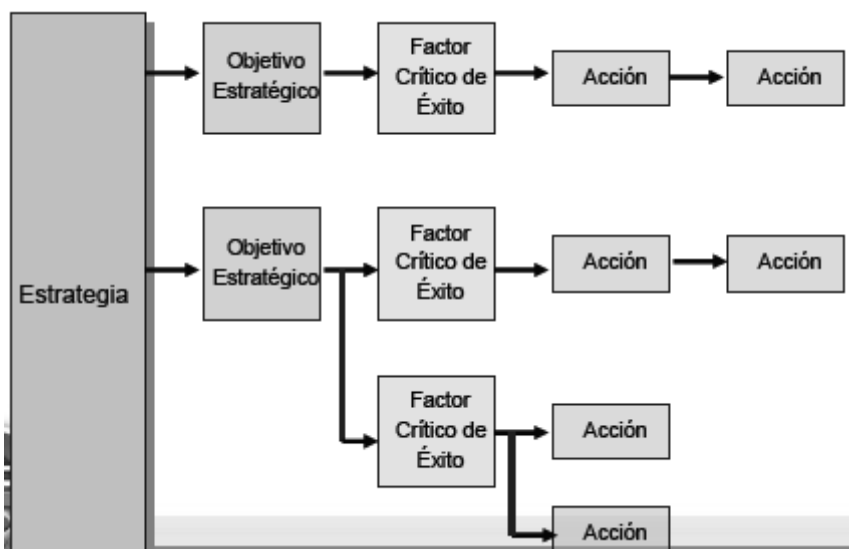 Objetivo
Estratégico
Factor
Crítico de
Éxito
Acción
Acción
Estrategia
Objetivo
Estratégico
Factor
Crítico de
Éxito
Acción
Acción
Factor
Crítico de
Éxito
Acción
Acción